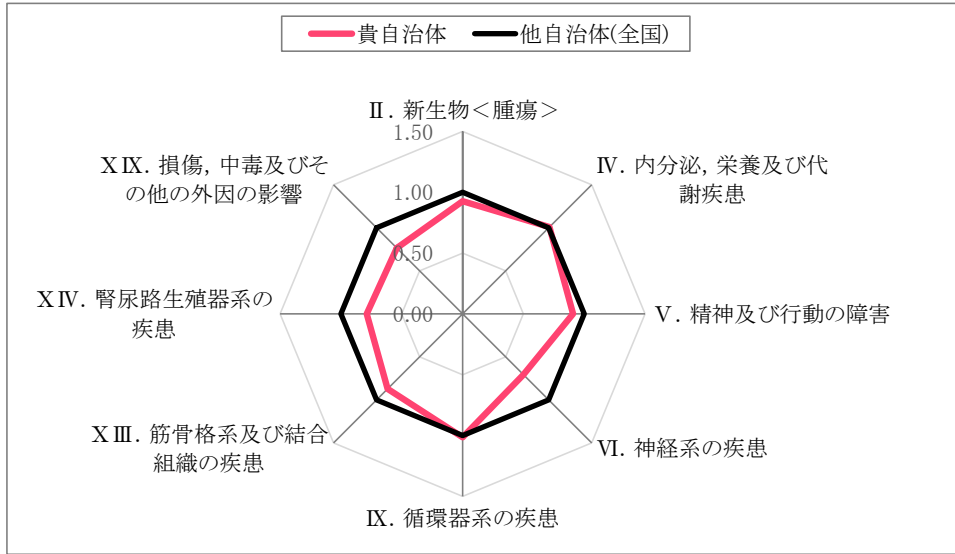 貴自治体
他自治体(全国)
Ⅱ. 新生物＜腫瘍＞
1.50
1.00
0.50
0.00
Ⅳ. 内分泌, 栄養及び代
謝疾患
Ⅴ. 精神及び行動の障害
Ⅵ. 神経系の疾患
Ⅸ. 循環器系の疾患
ⅩⅢ. 筋骨格系及び結合
組織の疾患
ⅩⅣ. 腎尿路生殖器系の
疾患
ⅩⅨ. 損傷, 中毒及びそ
の他の外因の影響